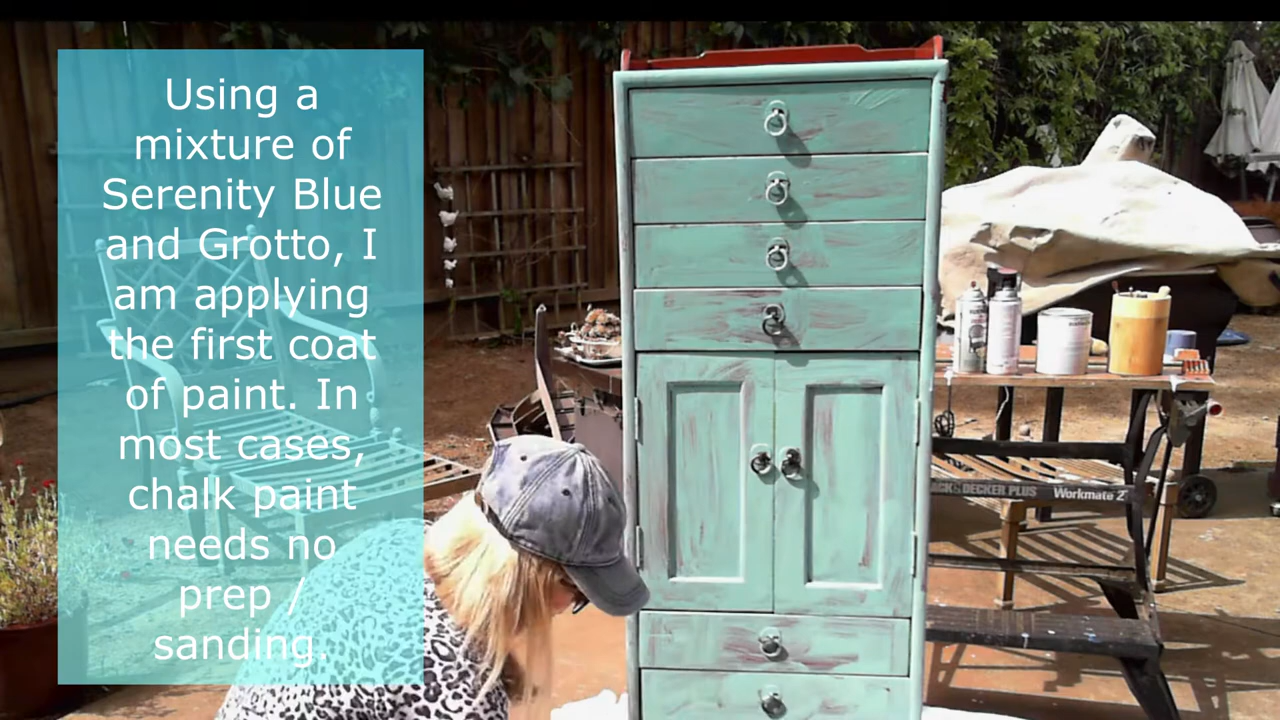 Using a
mixture of
Serenity Blue
and Grotto, I
am applying
the first coat
of paint. In
most cases,
chalk paint
needs no
prep /
sanding.
DECKER PLUS Workmate 2